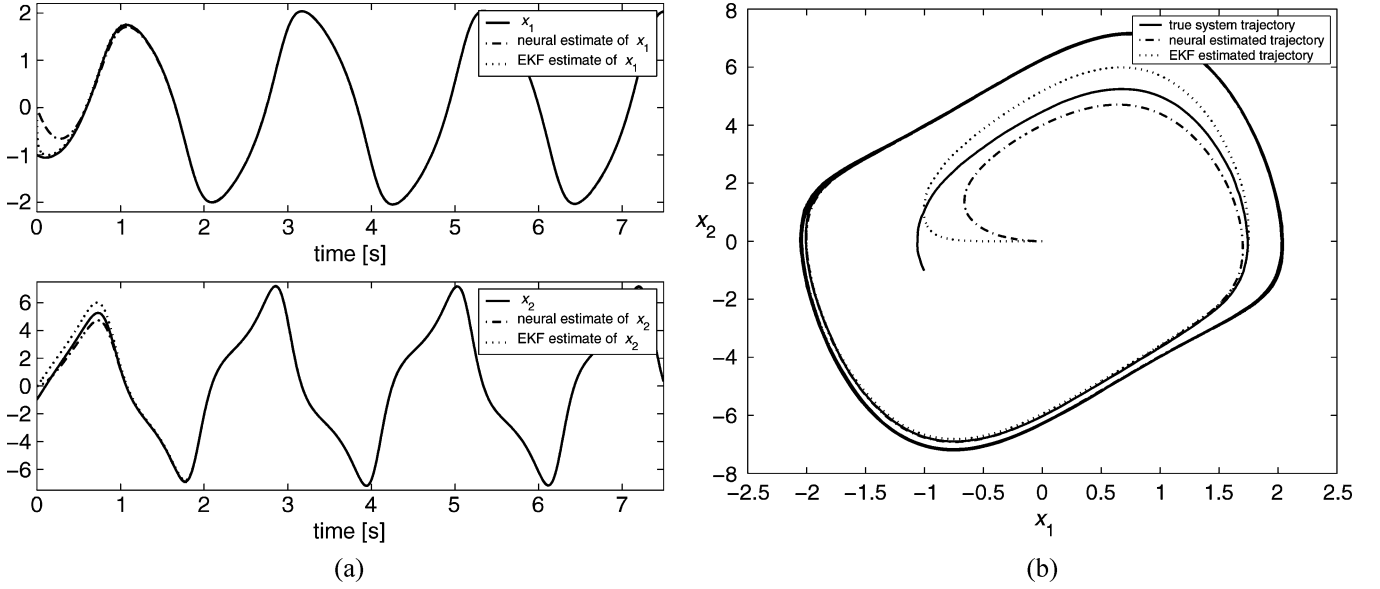 2
1
0
−1
−2
x1
neural estimate of x1
EKF estimate of x1
0 1 2 3 4 5 6 7
time [s]
6
4
2
0
−2
−4
−6
x2
neural estimate of x2
EKF estimate of x2
0 1 2 3 4 5 6 7
time [s]
(a)
8
6
4
2
0
−2
−4
−6
−8
x2
true system trajectory
neural estimated trajectory
EKF estimated trajectory
−2.5 −2 −1.5 −1 −0.5 0 0.5 1 1.5 2 2.5
x1
(b)